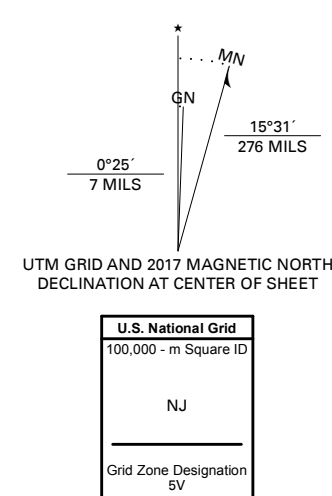 MN
GN
15°31´
276 MILS
0°25´
7 MILS
UTM GRID AND 2017 MAGNETIC NORTH
DECLINATION AT CENTER OF SHEET
U.S. National Grid
100,000 - m Square ID
NJ
Grid Zone Designation
5V